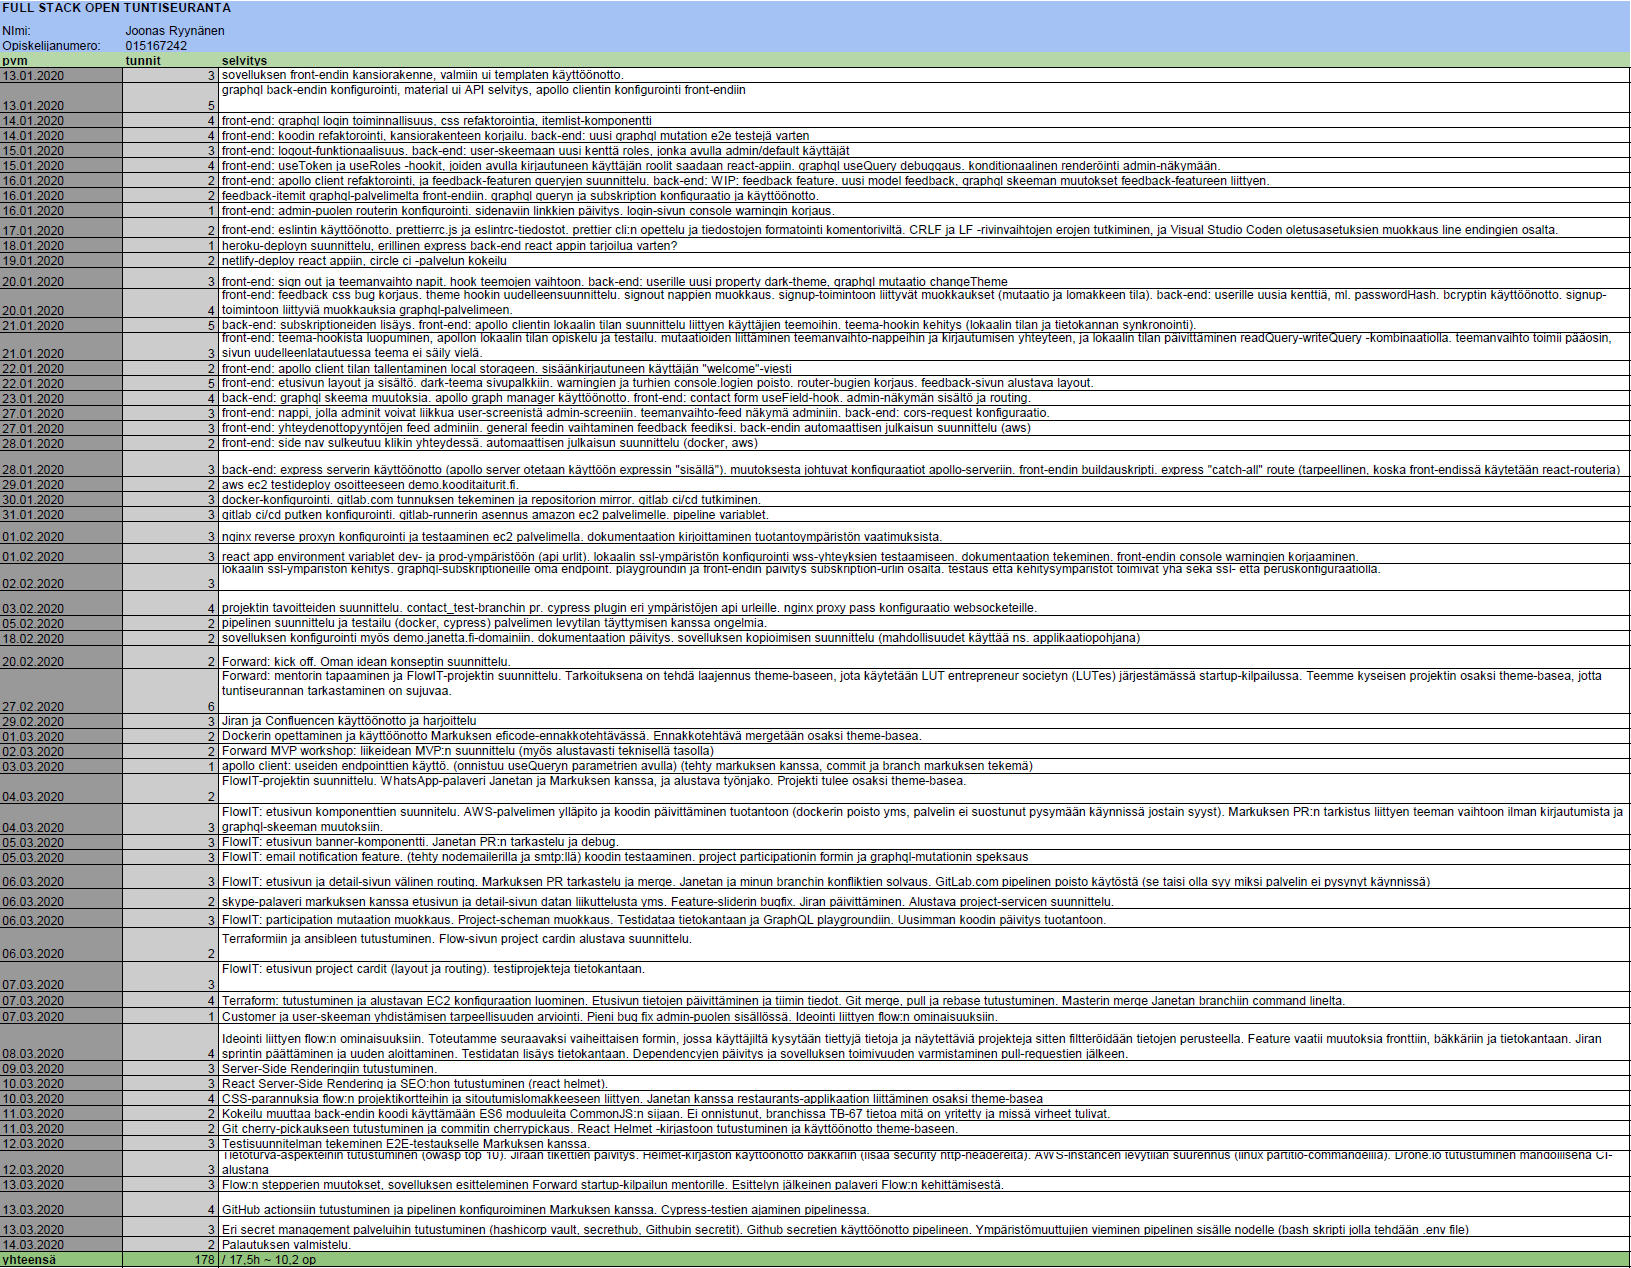 FULL STACK OPEN TUNTISEURANTA
NImi: Joonas Ryynänen
Opiskelijanumero: 015167242
pvm tunnit selvitys
13.01.2020 3 sovelluksen front-endin kansiorakenne, valmiin ui templaten käyttöönotto.
13.01.2020 5 graphql back-endin konfigurointi, material ui API selvitys, apollo clientin konfigurointi front-endiin
14.01.2020 4 front-end: graphql login toiminnallisuus, css refaktorointia, itemlist-komponentti
14.01.2020 4 front-end: koodin refaktorointi, kansiorakenteen korjailu. back-end: uusi graphql mutation e2e testejä varten
15.01.2020 3 front-end: logout-funktionaalisuus. back-end: user-skeemaan uusi kenttä roles, jonka avulla admin/default käyttäjät
15.01.2020 4 front-end: useToken ja useRoles -hookit, joiden avulla kirjautuneen käyttäjän roolit saadaan react-appiin. graphql useQuery debuggaus. konditionaalinen renderöinti admin-näkymään.
16.01.2020 2 front-end: apollo client refaktorointi, ja feedback-featuren queryjen suunnittelu. back-end: WIP: feedback feature. uusi model feedback, graphql skeeman muutokset feedback-featureen liittyen.
16.01.2020 2 feedback-itemit graphql-palvelimelta front-endiin. graphql queryn ja subskription konfiguraatio ja käyttöönotto.
16.01.2020 1 front-end: admin-puolen routerin konfigurointi. sidenaviin linkkien päivitys. login-sivun console warningin korjaus.
17.01.2020 2 front-end: eslintin käyttöönotto. prettierrc.js ja eslintrc-tiedostot. prettier cli:n opettelu ja tiedostojen formatointi komentoriviltä. CRLF ja LF -rivinvaihtojen erojen tutkiminen, ja Visual Studio Coden oletusasetuksien muokkaus line endingien osalta.
18.01.2020 1 heroku-deployn suunnittelu, erillinen express back-end react appin tarjoilua varten?
19.01.2020 2 netlify-deploy react appiin, circle ci -palvelun kokeilu
20.01.2020 3 front-end: sign out ja teemanvaihto napit. hook teemojen vaihtoon. back-end: userille uusi property dark-theme, graphql mutaatio changeTheme
front-end: feedback css bug korjaus. theme hookin uudelleensuunnittelu. signout nappien muokkaus. signup-toimintoon liittyvät muokkaukset (mutaatio ja lomakkeen tila). back-end: userille uusia kenttiä, ml. passwordHash. bcryptin käyttöönotto. signup-
20.01.2020 4 toimintoon liittyviä muokkauksia graphql-palvelimeen.
21.01.2020 5 back-end: subskriptioneiden lisäys. front-end: apollo clientin lokaalin tilan suunnittelu liittyen käyttäjien teemoihin. teema-hookin kehitys (lokaalin tilan ja tietokannan synkronointi).
front-end: teema-hookista luopuminen, apollon lokaalin tilan opiskelu ja testailu. mutaatioiden liittäminen teemanvaihto-nappeihin ja kirjautumisen yhteyteen, ja lokaalin tilan päivittäminen readQuery-writeQuery -kombinaatiolla. teemanvaihto toimii pääosin,
21.01.2020 3 sivun uudelleenlatautuessa teema ei säily vielä.
22.01.2020 2 front-end: apollo client tilan tallentaminen local storageen. sisäänkirjautuneen käyttäjän "welcome"-viesti
22.01.2020 5 front-end: etusivun layout ja sisältö. dark-teema sivupalkkiin. warningien ja turhien console.logien poisto. router-bugien korjaus. feedback-sivun alustava layout.
23.01.2020 4 back-end: graphql skeema muutoksia. apollo graph manager käyttöönotto. front-end: contact form useField-hook. admin-näkymän sisältö ja routing.
27.01.2020 3 front-end: nappi, jolla adminit voivat liikkua user-screenistä admin-screeniin. teemanvaihto-feed näkymä adminiin. back-end: cors-request konfiguraatio.
27.01.2020 3 front-end: yhteydenottopyyntöjen feed adminiin. general feedin vaihtaminen feedback feediksi. back-endin automaattisen julkaisun suunnittelu (aws)
28.01.2020 2 front-end: side nav sulkeutuu klikin yhteydessä. automaattisen julkaisun suunnittelu (docker, aws)
28.01.2020 3 back-end: express serverin käyttöönotto (apollo server otetaan käyttöön expressin "sisällä"). muutoksesta johtuvat konfiguraatiot apollo-serveriin. front-endin buildauskripti. express "catch-all" route (tarpeellinen, koska front-endissä käytetään react-routeria)
29.01.2020 2 aws ec2 testideploy osoitteeseen demo.kooditaiturit.fi.
30.01.2020 3 docker-konfigurointi. gitlab.com tunnuksen tekeminen ja repositorion mirror. gitlab ci/cd tutkiminen.
31.01.2020 3 gitlab ci/cd putken konfigurointi. gitlab-runnerin asennus amazon ec2 palvelimelle. pipeline variablet.
01.02.2020 3 nginx reverse proxyn konfigurointi ja testaaminen ec2 palvelimella. dokumentaation kirjoittaminen tuotantoympäristön vaatimuksista.
01.02.2020 3 react app environment variablet dev- ja prod-ympäristöön (api urlit). lokaalin ssl-ympäristön konfigurointi wss-yhteyksien testaamiseen. dokumentaation tekeminen. front-endin console warningien korjaaminen.
02.02.2020 3 lokaalin ssl-ympäristön kehitys. graphql-subskriptioneille oma endpoint. playgroundin ja front-endin päivitys subskription-urlin osalta. testaus että kehitysympäristöt toimivat yhä sekä ssl- että peruskonfiguraatiolla.
03.02.2020 4 projektin tavoitteiden suunnittelu. contact_test-branchin pr. cypress plugin eri ympäristöjen api urleille. nginx proxy pass konfiguraatio websocketeille.
05.02.2020 2 pipelinen suunnittelu ja testailu (docker, cypress) palvelimen levytilan täyttymisen kanssa ongelmia.
18.02.2020 2 sovelluksen konfigurointi myös demo.janetta.fi-domainiin. dokumentaation päivitys. sovelluksen kopioimisen suunnittelu (mahdollisuudet käyttää ns. applikaatiopohjana)
20.02.2020 2 Forward: kick off. Oman idean konseptin suunnittelu.
Forward: mentorin tapaaminen ja FlowIT-projektin suunnittelu. Tarkoituksena on tehdä laajennus theme-baseen, jota käytetään LUT entrepreneur societyn (LUTes) järjestämässä startup-kilpailussa. Teemme kyseisen projektin osaksi theme-basea, jotta
tuntiseurannan tarkastaminen on sujuvaa.
27.02.2020 6
29.02.2020 3 Jiran ja Confluencen käyttöönotto ja harjoittelu
01.03.2020 2 Dockerin opettaminen ja käyttöönotto Markuksen eficode-ennakkotehtävässä. Ennakkotehtävä mergetään osaksi theme-basea.
02.03.2020 2 Forward MVP workshop: liikeidean MVP:n suunnittelu (myös alustavasti teknisellä tasolla)
03.03.2020 1 apollo client: useiden endpointtien käyttö. (onnistuu useQueryn parametrien avulla) (tehty markuksen kanssa, commit ja branch markuksen tekemä)
04.03.2020 2 FlowIT-projektin suunnittelu. WhatsApp-palaveri Janetan ja Markuksen kanssa, ja alustava työnjako. Projekti tulee osaksi theme-basea.
FlowIT: etusivun komponenttien suunnitelu. AWS-palvelimen ylläpito ja koodin päivittäminen tuotantoon (dockerin poisto yms, palvelin ei suostunut pysymään käynnissä jostain syyst). Markuksen PR:n tarkistus liittyen teeman vaihtoon ilman kirjautumista ja
04.03.2020 3 graphql-skeeman muutoksiin.
05.03.2020 3 FlowIT: etusivun banner-komponentti. Janetan PR:n tarkastelu ja debug.
05.03.2020 3 FlowIT: email notification feature. (tehty nodemailerilla ja smtp:llä) koodin testaaminen. project participationin formin ja graphql-mutationin speksaus
06.03.2020 3 FlowIT: etusivun ja detail-sivun välinen routing. Markuksen PR tarkastelu ja merge. Janetan ja minun branchin konfliktien solvaus. GitLab.com pipelinen poisto käytöstä (se taisi olla syy miksi palvelin ei pysynyt käynnissä)
06.03.2020 2 skype-palaveri markuksen kanssa etusivun ja detail-sivun datan liikuttelusta yms. Feature-sliderin bugfix. Jiran päivittäminen. Alustava project-servicen suunnittelu.
06.03.2020 3 FlowIT: participation mutaation muokkaus. Project-scheman muokkaus. Testidataa tietokantaan ja GraphQL playgroundiin. Uusimman koodin päivitys tuotantoon.
06.03.2020 2 Terraformiin ja ansibleen tutustuminen. Flow-sivun project cardin alustava suunnittelu.
07.03.2020 3 FlowIT: etusivun project cardit (layout ja routing). testiprojekteja tietokantaan.
07.03.2020 4 Terraform: tutustuminen ja alustavan EC2 konfiguraation luominen. Etusivun tietojen päivittäminen ja tiimin tiedot. Git merge, pull ja rebase tutustuminen. Masterin merge Janetan branchiin command linelta.
07.03.2020 1 Customer ja user-skeeman yhdistämisen tarpeellisuuden arviointi. Pieni bug fix admin-puolen sisällössä. Ideointi liittyen flow:n ominaisuuksiin.
Ideointi liittyen flow:n ominaisuuksiin. Toteutamme seuraavaksi vaiheittaisen formin, jossa käyttäjiltä kysytään tiettyjä tietoja ja näytettäviä projekteja sitten filtteröidään tietojen perusteella. Feature vaatii muutoksia fronttiin, bäkkäriin ja tietokantaan. Jiran
08.03.2020 4 sprintin päättäminen ja uuden aloittaminen. Testidatan lisäys tietokantaan. Dependencyjen päivitys ja sovelluksen toimivuuden varmistaminen pull-requestien jälkeen.
09.03.2020 3 Server-Side Renderingiin tutustuminen.
10.03.2020 3 React Server-Side Rendering ja SEO:hon tutustuminen (react helmet).
10.03.2020 4 CSS-parannuksia flow:n projektikortteihin ja sitoutumislomakkeeseen liittyen. Janetan kanssa restaurants-applikaation liittäminen osaksi theme-basea
11.03.2020 2 Kokeilu muuttaa back-endin koodi käyttämään ES6 moduuleita CommonJS:n sijaan. Ei onnistunut, branchissa TB-67 tietoa mitä on yritetty ja missä virheet tulivat.
11.03.2020 2 Git cherry-pickaukseen tutustuminen ja commitin cherrypickaus. React Helmet -kirjastoon tutustuminen ja käyttöönotto theme-baseen.
12.03.2020 3 Testisuunnitelman tekeminen E2E-testaukselle Markuksen kanssa.
Tietoturva-aspekteihin tutustuminen (owasp top 10). Jiraan tikettien päivitys. Helmet-kirjaston käyttöönotto bäkkäriin (lisää security http-headereita). AWS-instancen levytilan suurennus (linux partitio-commandeilla). Drone.io tutustuminen mahdollisena CI-
12.03.2020 3 alustana
13.03.2020 3 Flow:n stepperien muutokset, sovelluksen esitteleminen Forward startup-kilpailun mentorille. Esittelyn jälkeinen palaveri Flow:n kehittämisestä.
13.03.2020 4 GitHub actionsiin tutustuminen ja pipelinen konfiguroiminen Markuksen kanssa. Cypress-testien ajaminen pipelinessa.
13.03.2020 3 Eri secret management palveluihin tutustuminen (hashicorp vault, secrethub, Githubin secretit). Github secretien käyttöönotto pipelineen. Ympäristömuuttujien vieminen pipelinen sisälle nodelle (bash skripti jolla tehdään .env file)
14.03.2020 2 Palautuksen valmistelu.
yhteensä 178 / 17,5h ~ 10,2 op